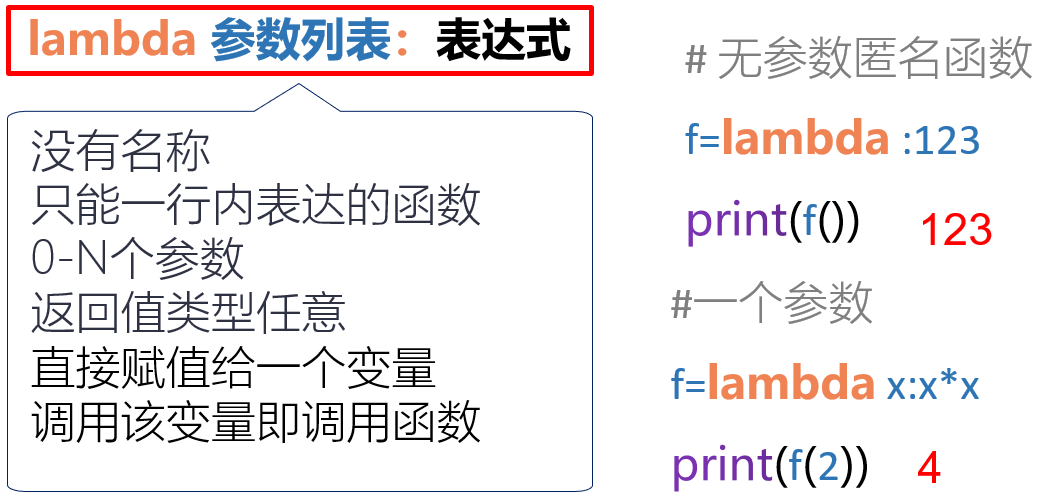 lambda 参数列表：表达式
没有名称
只能一行内表达的函数
0-N个参数
返回值类型任意
直接赋值给一个变量
调用该变量即调用函数
# 无参数匿名函数
f=lambda :123
print(f()) 123
#一个参数
f=lambda x:x*x
print(f(2)) 4